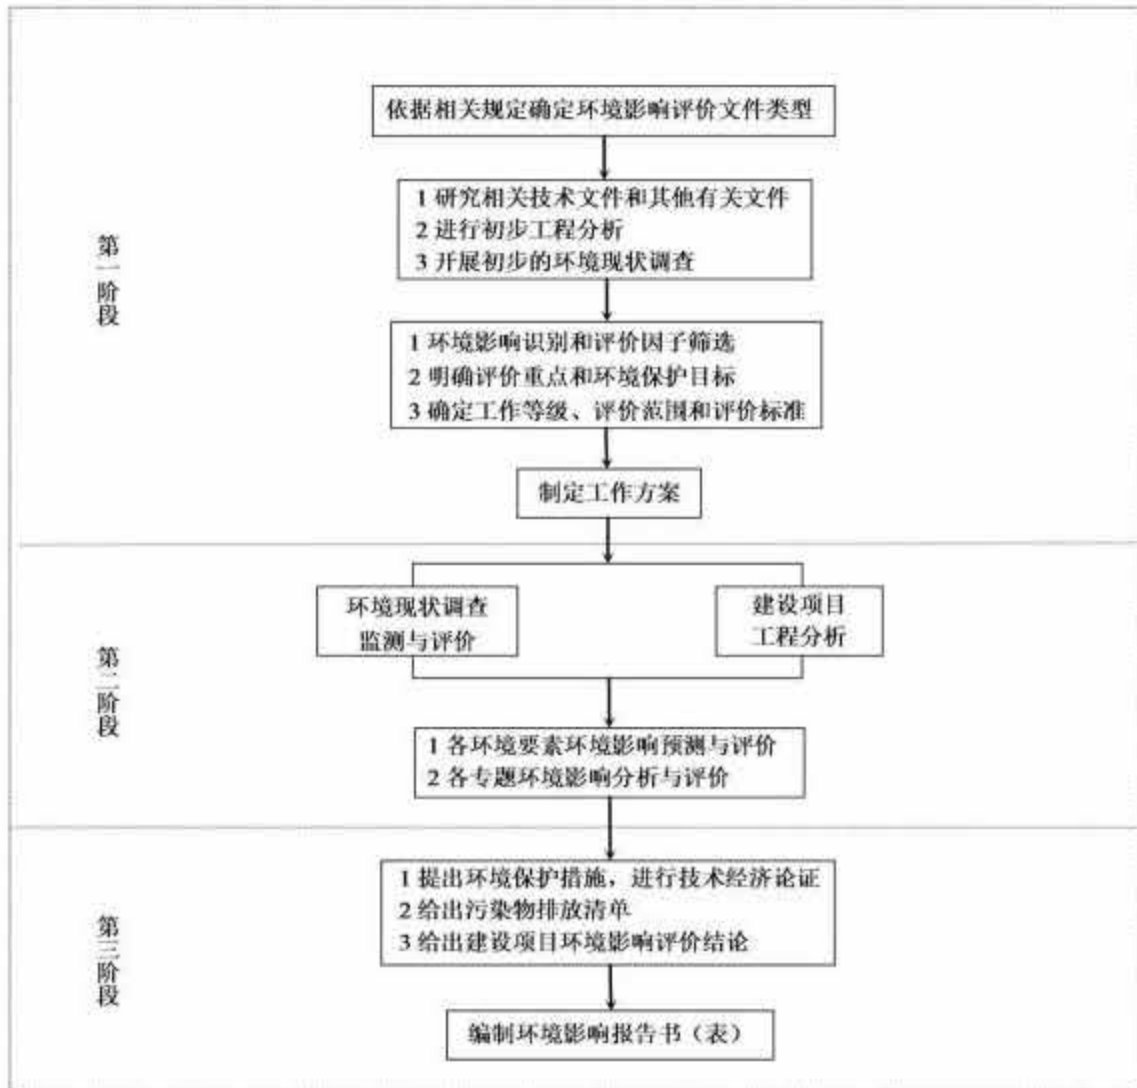 依据相关规定确定环境影响评价文件类型
1 研究相关技术文件和其他有关文件
2 进行初步工程分析
3 开展初步的环境现状调查
第一阶段
1 环境影响识别和评价因子筛选
2 明确评价重点和环境保护目标
3 确定工作等级、评价范围和评价标准
制定工作方案
环境现状调查
监测与评价
建设项目
工程分析
第二阶段
1 各环境要素环境影响预测与评价
2 各专题环境影响分析与评价
1 提出环境保护措施，进行技术经济论证
2 给出污染物排放清单
3 给出建设项目环境影响评价结论
第三阶段
编制环境影响报告书（表）